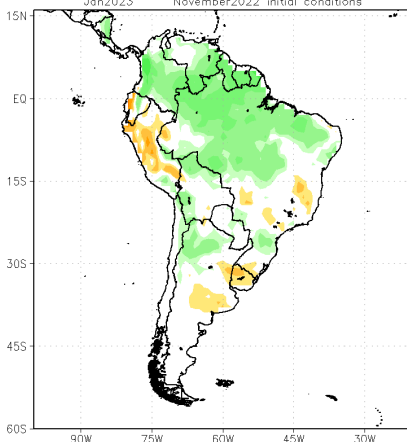 Jan2023 November2022 initial conditions
15N
EQ
15S
30S
45S
60S
90W 75W 60W 45W 30W